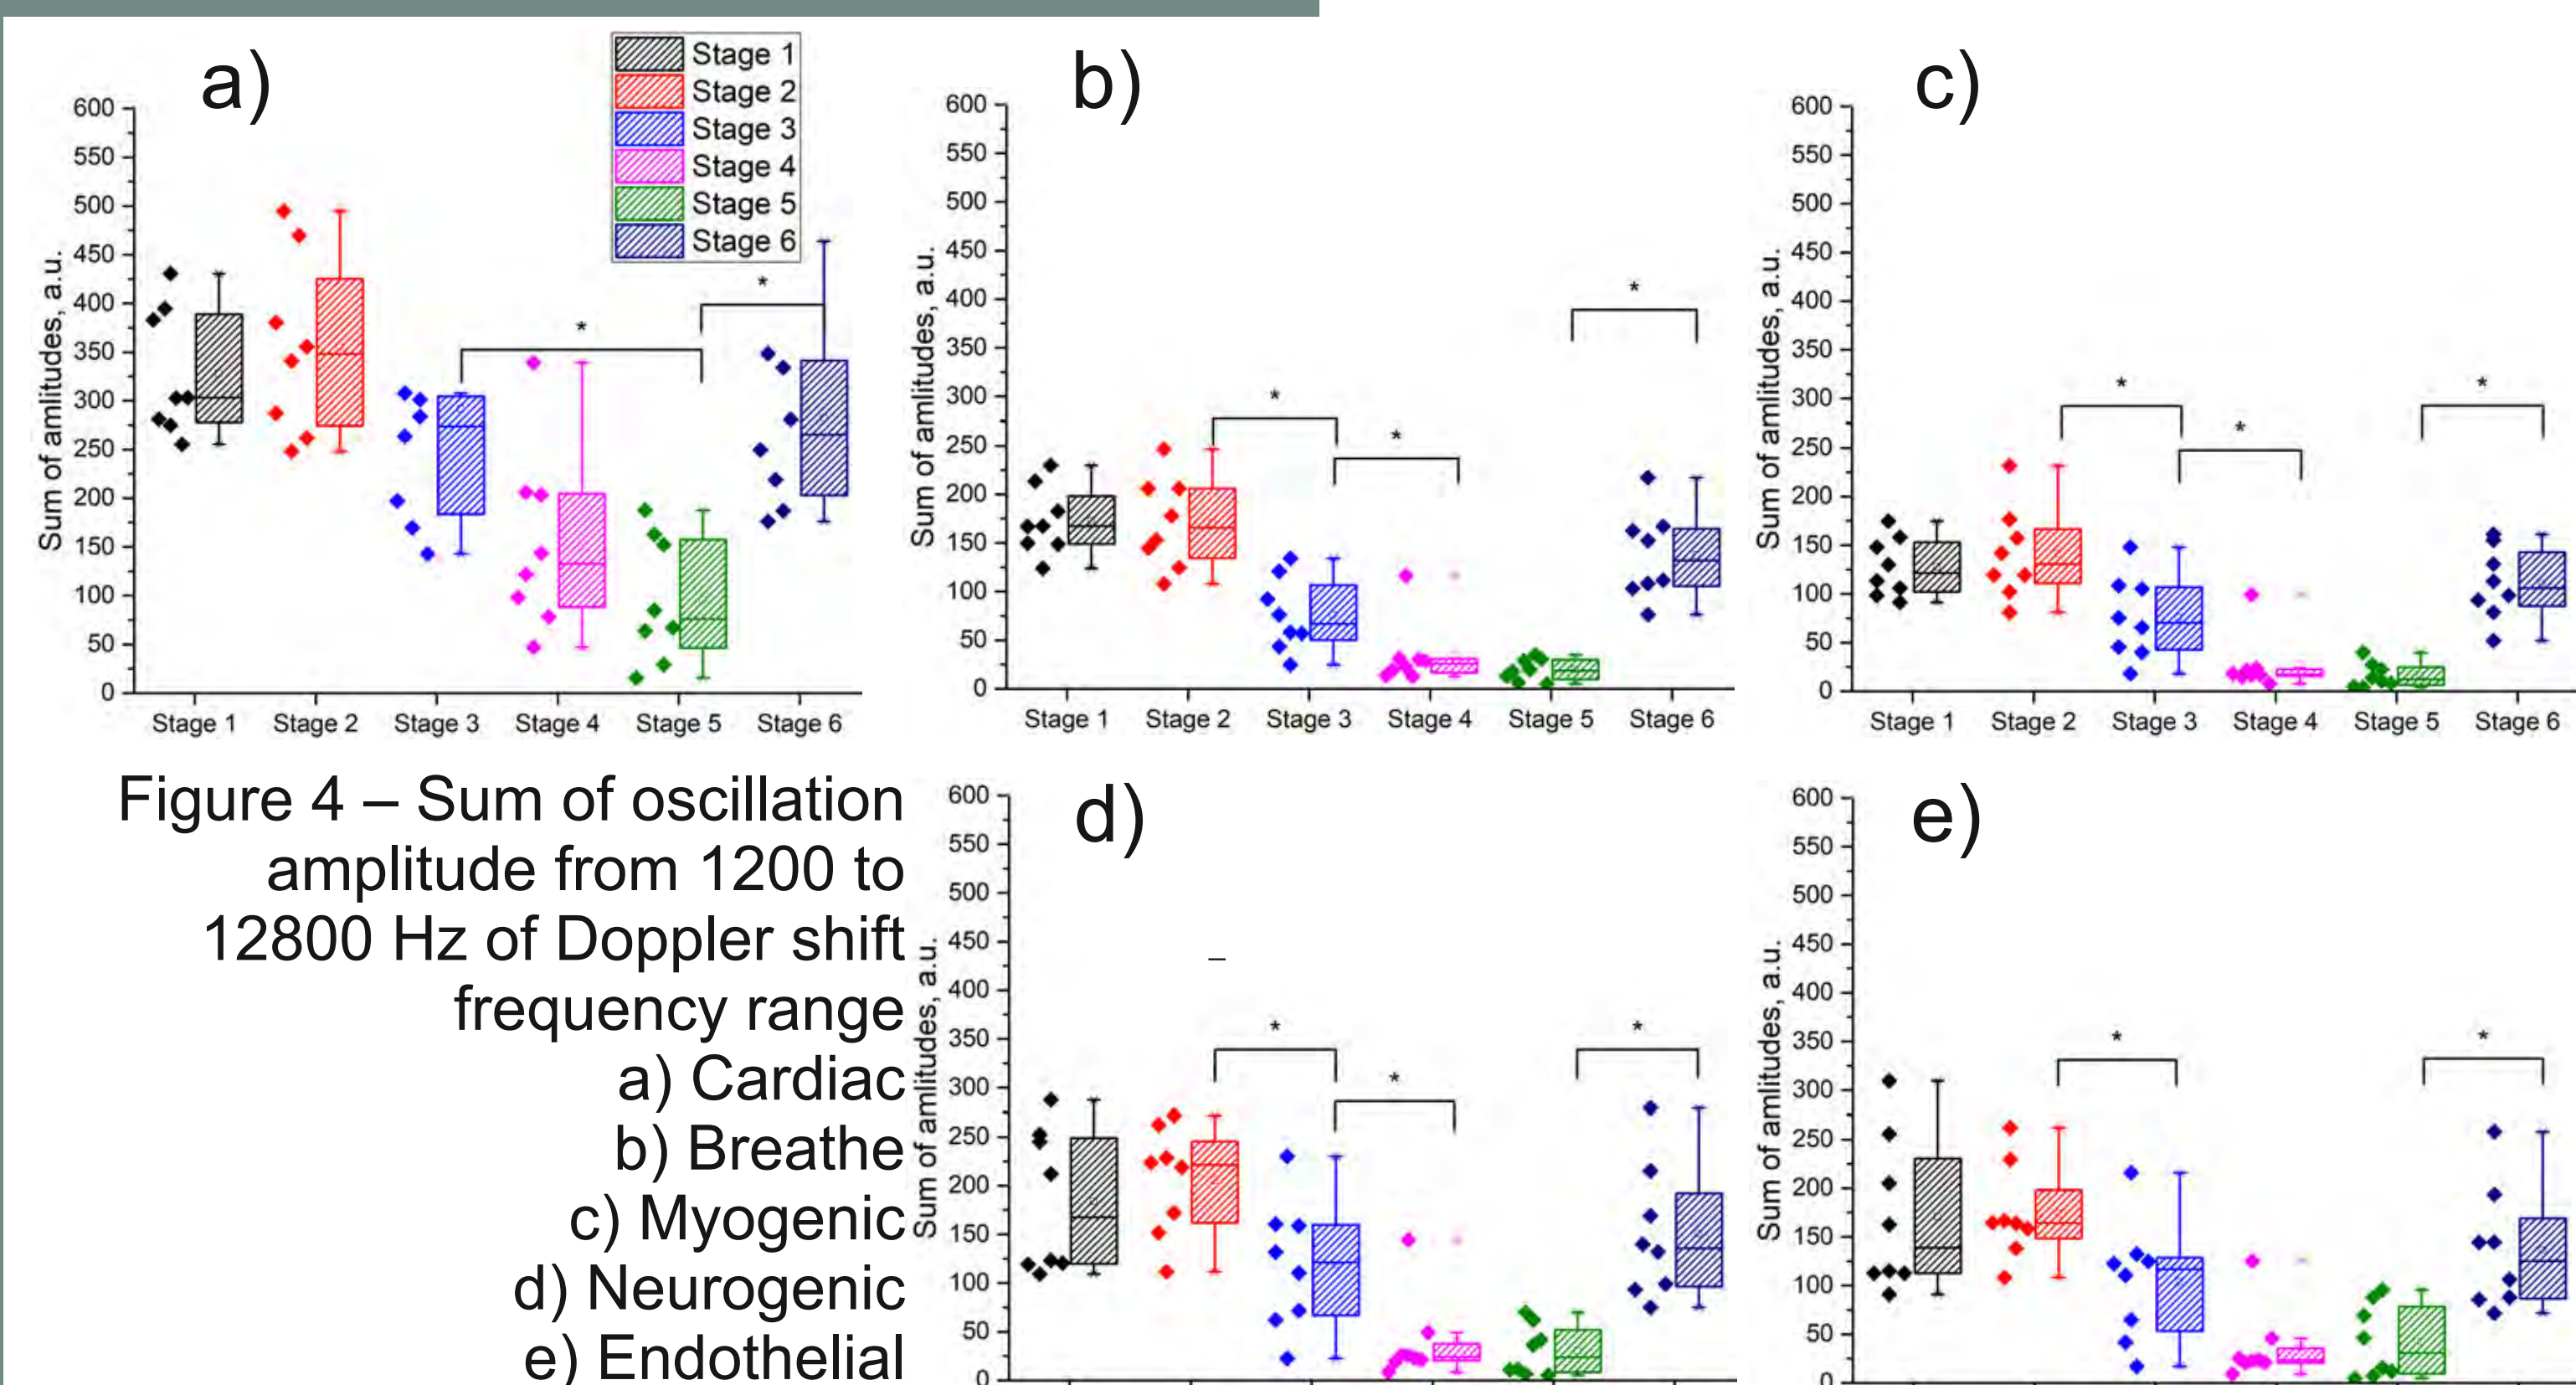 a)
Stage 1
Stage 2
Stage 3
Stage 4
Stage 5
Stage 6
Sum of amlitudes, a.u.
600
550
500
450
400
350
300
250
200
150
100
50
0
*
*
Stage 1 Stage 2 Stage 3 Stage 4 Stage 5 Stage 6
b)
Sum of amlitudes, a.u.
600
550
500
450
400
350
300
250
200
150
100
50
0
*
*
*
Stage 1 Stage 2 Stage 3 Stage 4 Stage 5 Stage 6
c)
Sum of amlitudes, a.u.
600
550
500
450
400
350
300
250
200
150
100
50
0
*
*
*
Stage 1 Stage 2 Stage 3 Stage 4 Stage 5 Stage 6
Figure 4 – Sum of oscillation
amplitude from 1200 to
12800 Hz of Doppler shift
frequency range
a) Cardiac
b) Breathe
c) Myogenic
d) Neurogenic
e) Endothelial
d)
Sum of amlitudes, a.u.
600
550
500
450
400
350
300
250
200
150
100
50
0
*
*
*
e)
Sum of amlitudes, a.u.
600
550
500
450
400
350
300
250
200
150
100
50
0
*
*